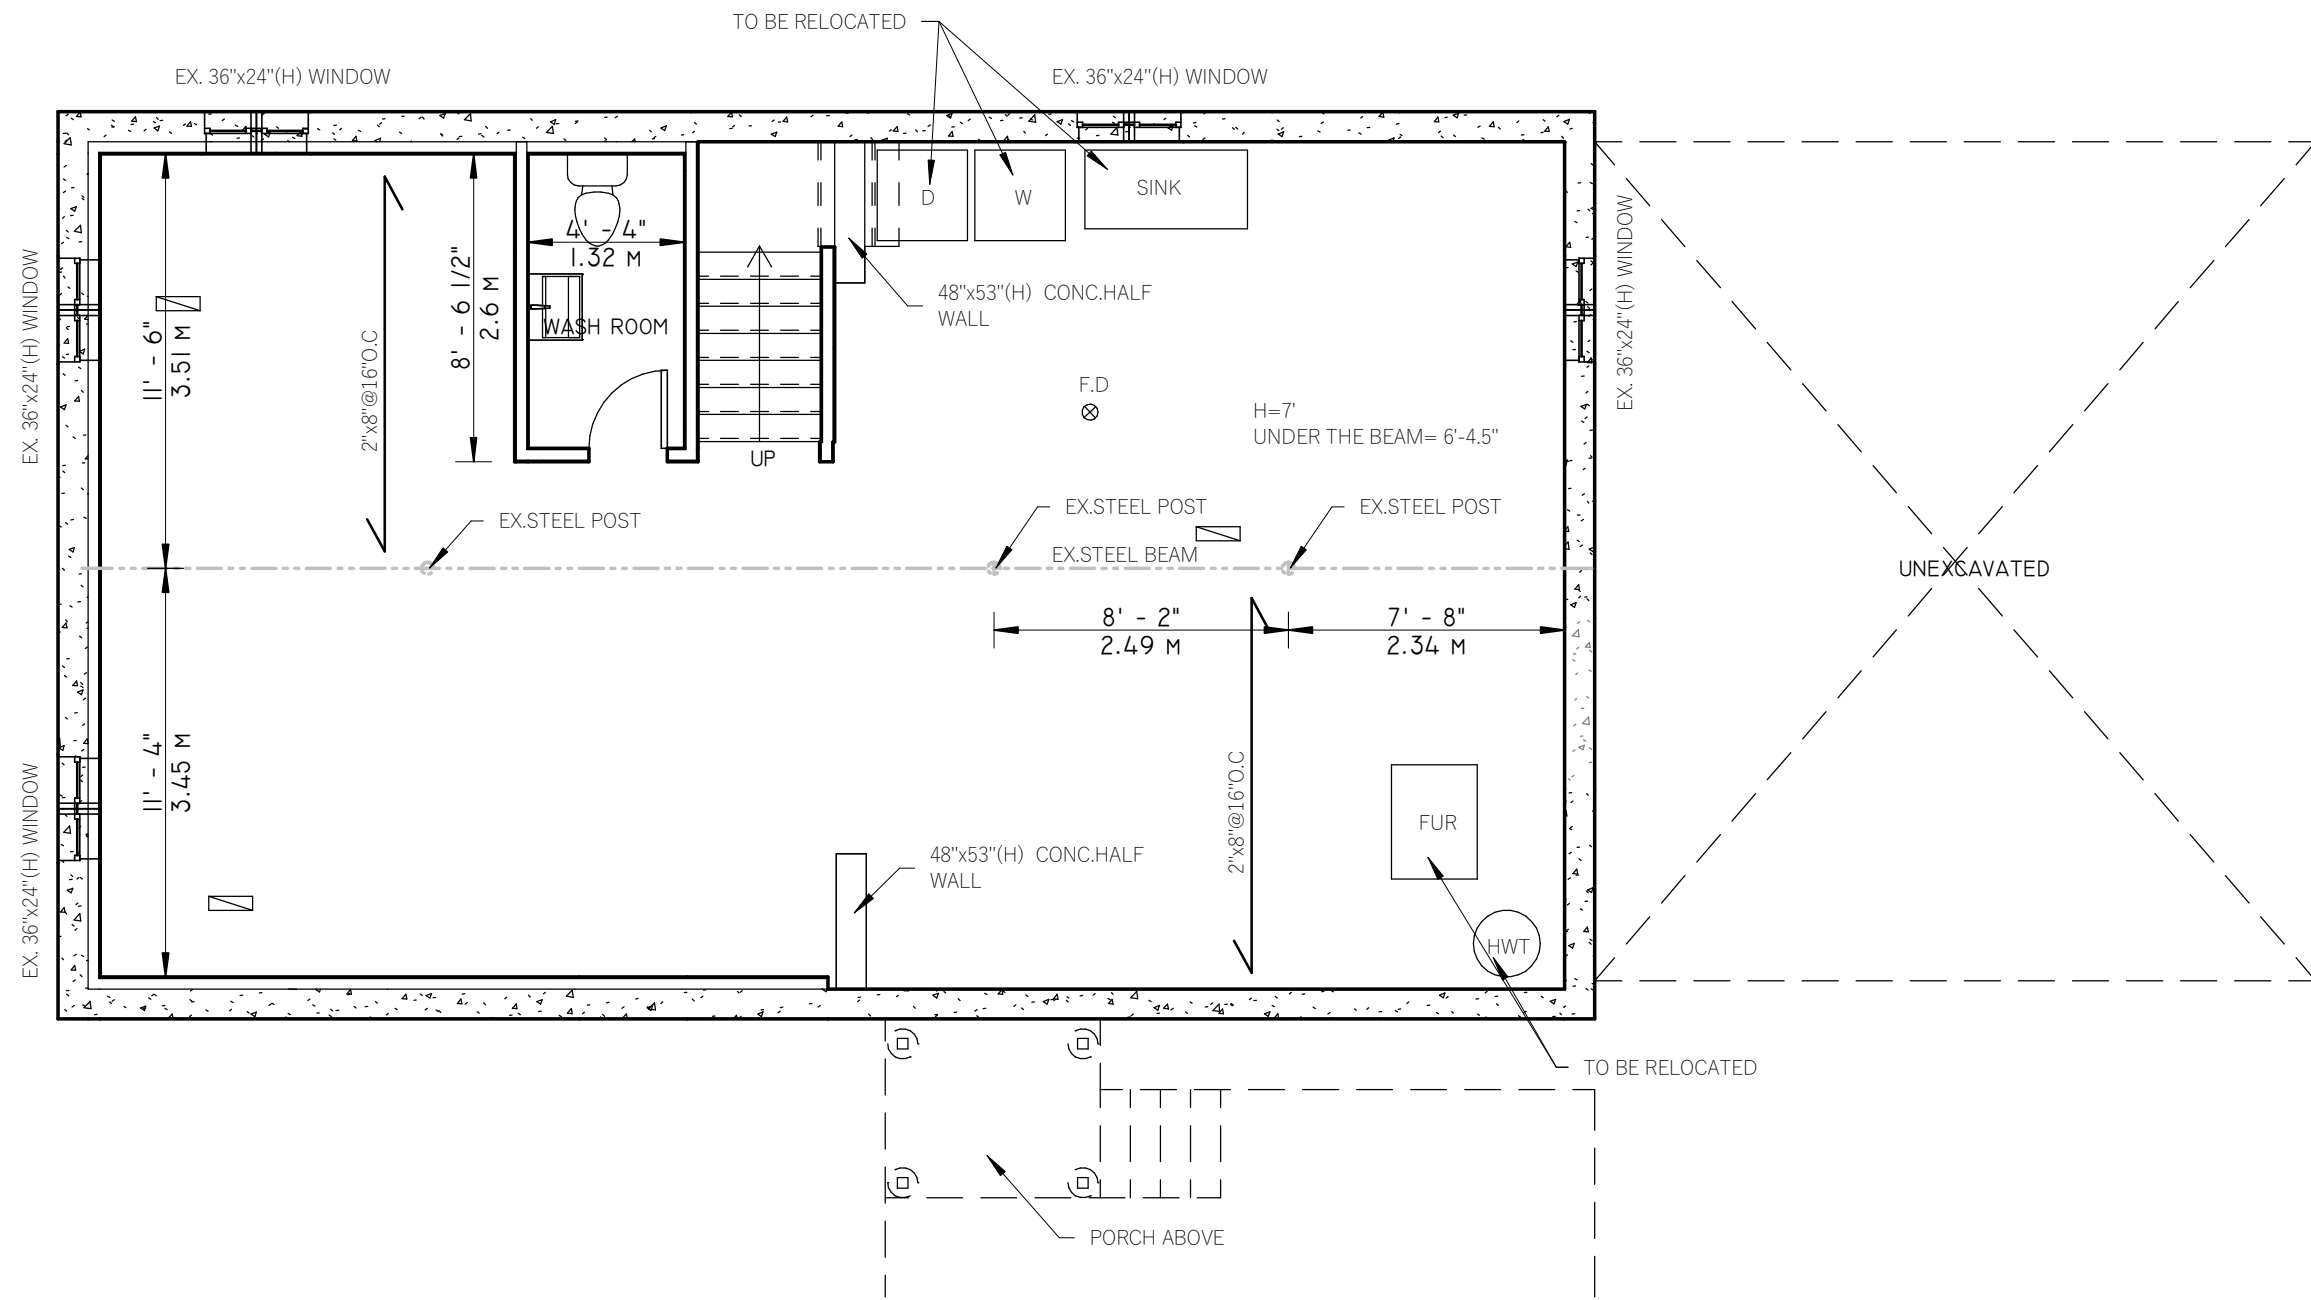 TO BE RELOCATED
EX. 36"x24"(H) WINDOW
EX. 36"x24"(H) WINDOW
D
W
SINK
4' - 4"
1.32 M
8' - 6 1/2"
2.6 M
WASH ROOM
48"x53"(H) CONC.HALF
WALL
EX. 36"x24"(H) WINDOW
EX. 36"x24"(H) WINDOW
11' - 6"
3.51 M
2"x8"@16"O.C
F.D
H=7'
UNDER THE BEAM= 6'-4.5"
UP
EX.STEEL POST
EX.STEEL POST
EX.STEEL POST
EX.STEEL BEAM
UNEXCAVATED
8' - 2"
2.49 M
7' - 8"
2.34 M
11' - 4"
3.45 M
EX. 36"x24"(H) WINDOW
2"x8"@16"O.C
FUR
48"x53"(H) CONC.HALF
WALL
HWT
TO BE RELOCATED
PORCH ABOVE